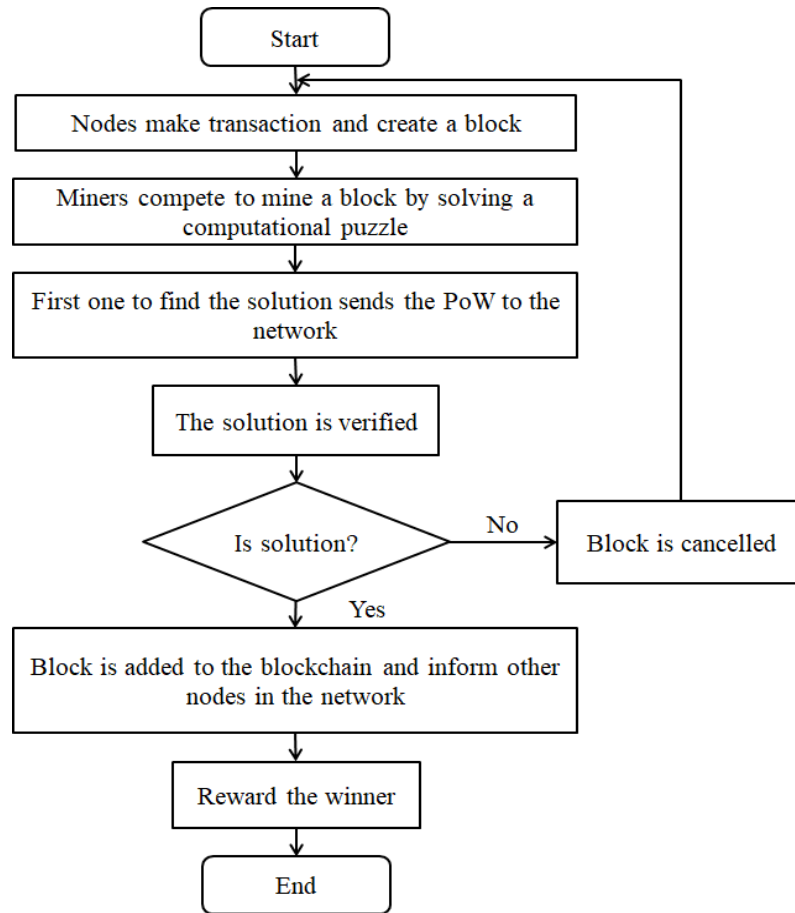 Start
Nodes make transaction and create a block
Miners compete to mine a block by solving a
computational puzzle
First one to find the solution sends the PoW to the
network
The solution is verified
Is solution?
No
Block is cancelled
Yes
Block is added to the blockchain and inform other
nodes in the network
Reward the winner
End